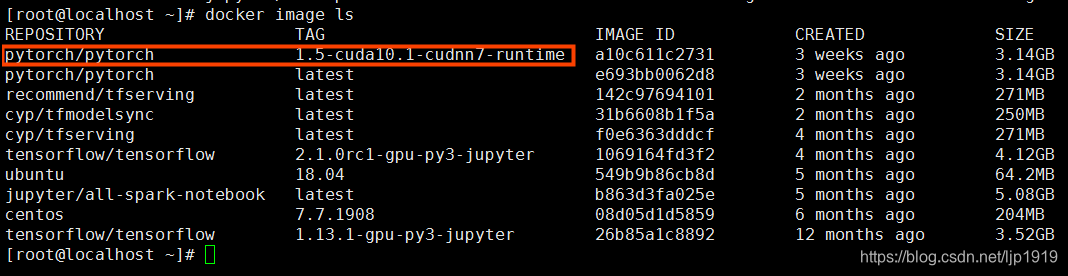 [root@localhost ~]# docker image ls
REPOSITORY TAG IMAGE ID CREATED SIZE
pytorch/pytorch 1.5-cuda10.1-cudnn7-runtime a10c611c2731 3 weeks ago 3.14GB
pytorch/pytorch latest e693bb0062d8 3 weeks ago 3.14GB
recommend/tfserving latest 142c97694101 2 months ago 271MB
cyp/tfmodelsync latest 31b6608b1f5a 2 months ago 250MB
cyp/tfserving latest f0e6363dddcf 4 months ago 271MB
tensorflow/tensorflow 2.1.0rc1-gpu-py3-jupyter 1069164fd3f2 4 months ago 4.12GB
ubuntu 18.04 549b9b86cb8d 5 months ago 64.2MB
jupyter/all-spark-notebook latest b863d3fa025e 5 months ago 5.08GB
centos 7.7.1908 08d05d1d5859 6 months ago 204MB
tensorflow/tensorflow 1.13.1-gpu-py3-jupyter 26b85a1c8892 12 months ago 3.52GB
[root@localhost ~]#
https://blog.csdn.net/ljp1919